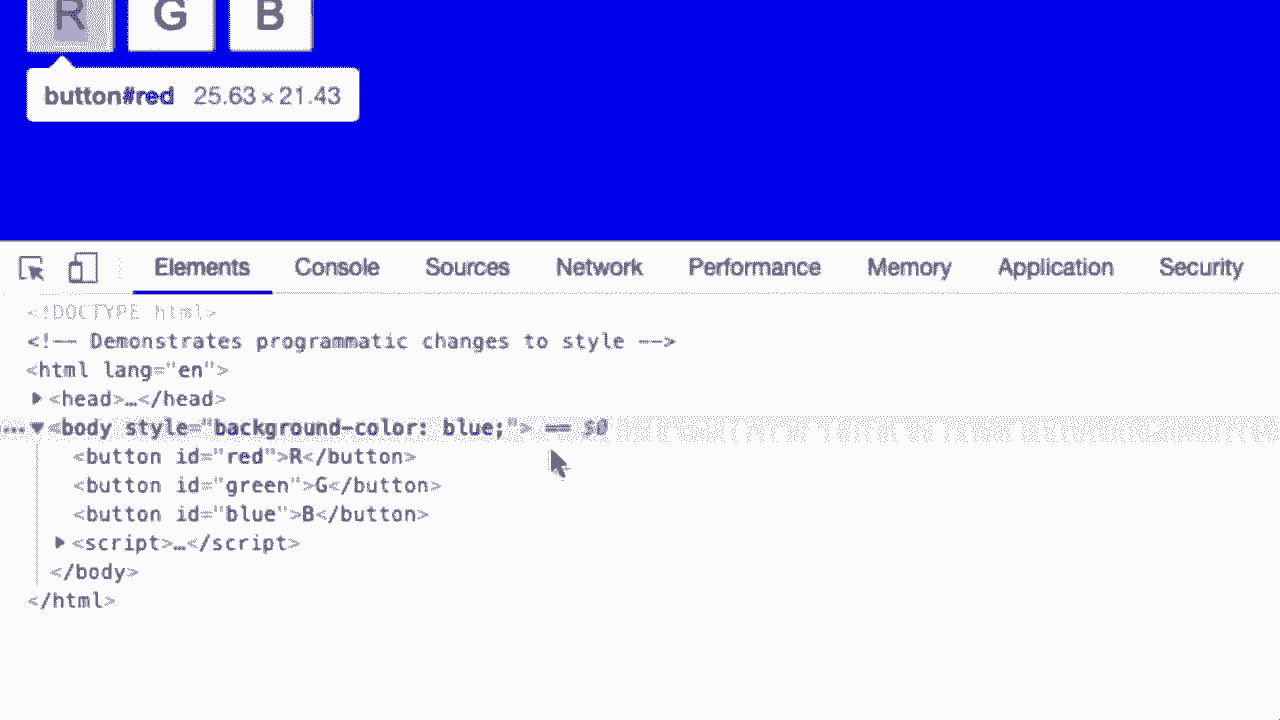 R G B
button#red 25.63 × 21.43
Elements Console Sources Network Performance Memory Application Security
<!DOCTYPE html>
<!-- Demonstrates programmatic changes to style -->
<html lang="en">
<head>…</head>
<body style="background-color: blue;"> == $0
<button id="red">R</button>
<button id="green">G</button>
<button id="blue">B</button>
<script>…</script>
</body>
</html>